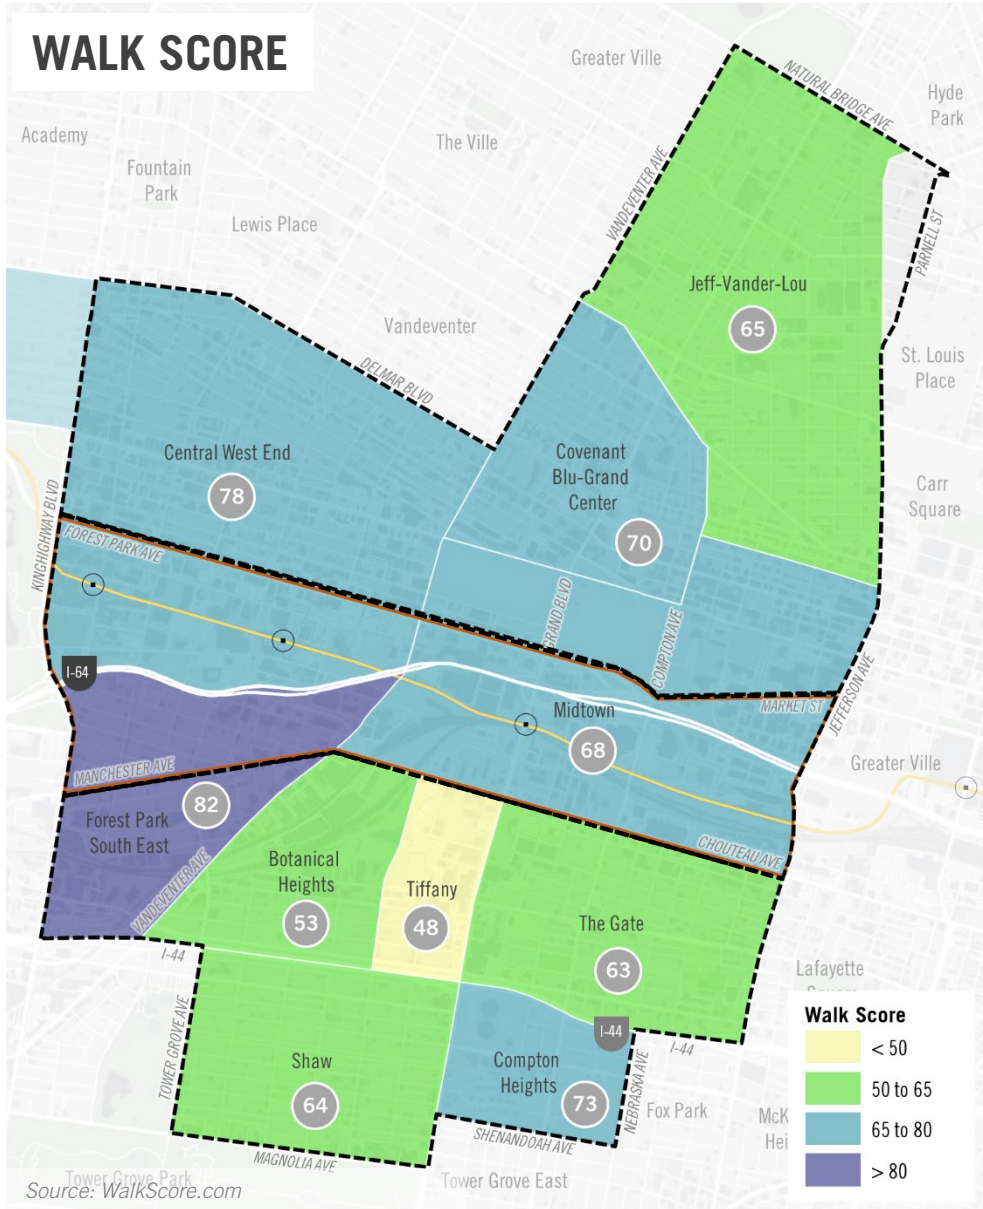 WALK SCORE
Greater Ville
NATURAL BRIDGE AVE
Hyde
Park
Academy
The Ville
Fountain
Park
VANDEVENTER AVE
Lewis Place
PARNELL ST
Jeff-Vander-Lou
65
Vandeventer
St. Louis
Place
DELMAR BLVD
Central West End
78
Covenant
Blu-Grand
Center
70
Carr
Square
KINGHIGHWAY BLVD
FOREST PARK AVE
GRAND BLVD
COMPTON AVE
I-64
Midtown
68
MARKET ST
JEFFERSON AVE
Greater Ville
MANCHESTER AVE
82
Forest Park
South East
CHOUTEAU AVE
VANDEVENTER AVE
Botanical
Heights
53
Tiffany
48
The Gate
63
I-44
Lafayette
TOWER GROVE AVE
Shaw
64
I-44
I-44
Compton
Heights
73
NEBRASKA AVE
Fox Park
McK
Hei
SHENANDOAH AVE
MAGNOLIA AVE
Tower Grove Park
Tower Grove East
Walk Score
< 50
50 to 65
65 to 80
> 80
Source: WalkScore.com